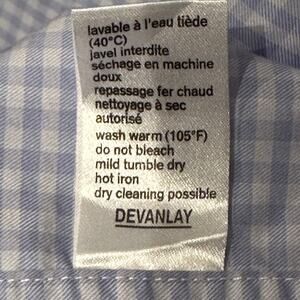 lavable à l'eau tiède
(40°C)
javel interdite
séchage en machine
doux
repassage fer chaud
nettoyage à sec
autorisé
wash warm (105°F)
do not bleach
mild tumble dry
hot iron
dry cleaning possible
DEVANLAY